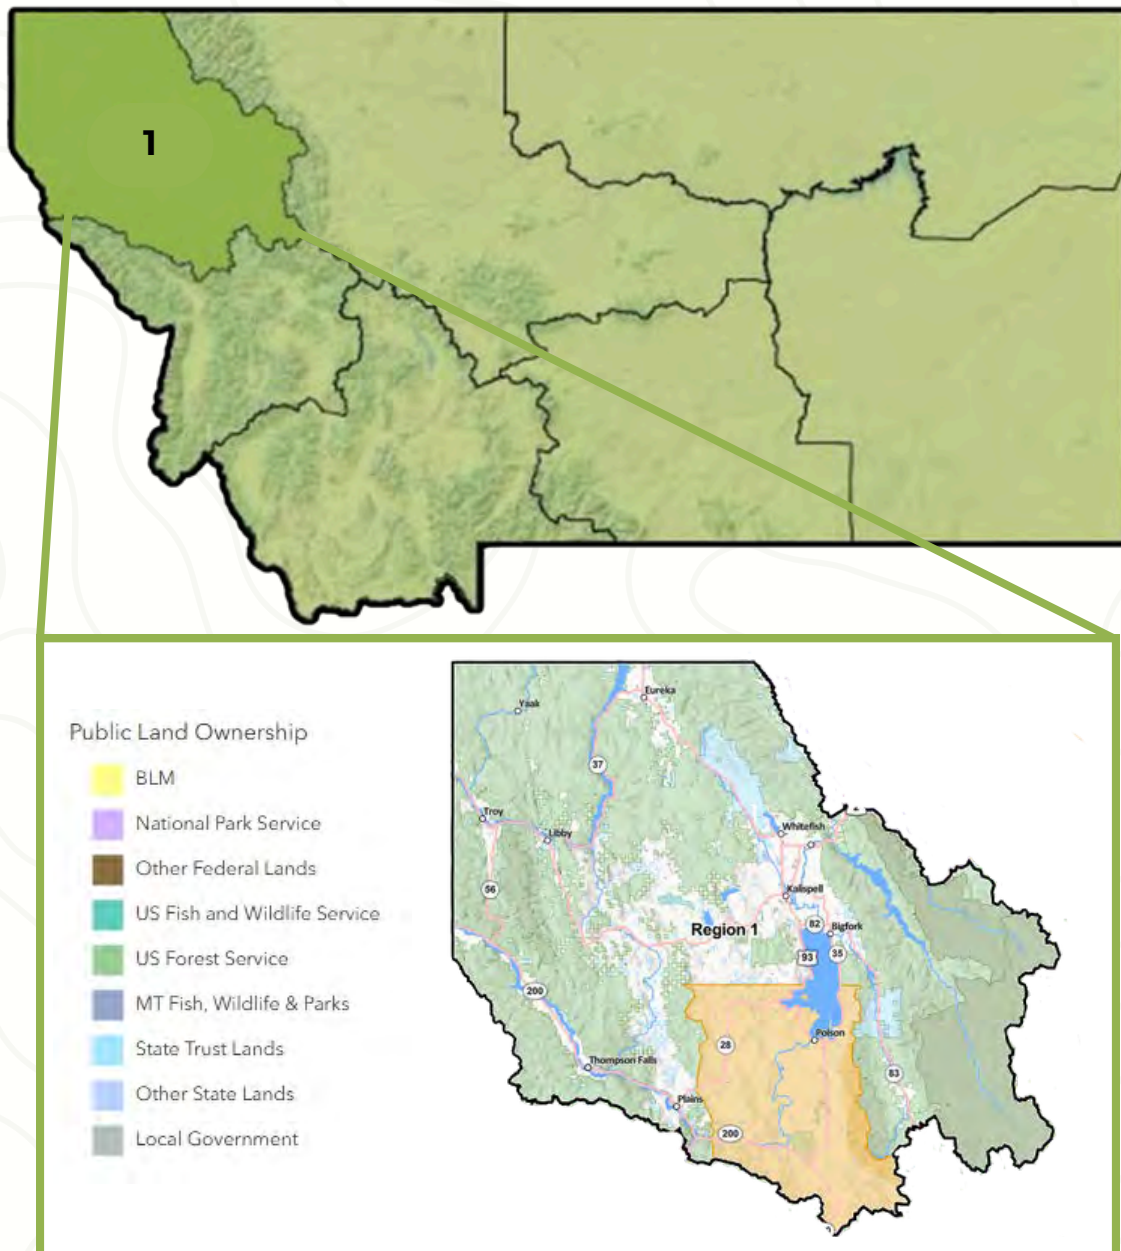 1
Public Land Ownership
BLM
National Park Service
Other Federal Lands
US Fish and Wildlife Service
US Forest Service
MT Fish, Wildlife & Parks
State Trust Lands
Other State Lands
Local Government
Eureka
Yaak
37
Troy
Libby
Whitefish
56
Kalispell
82
Bigfork
Region 1
93
35
200
Polson
28
Thompson Falls
83
Plains
200